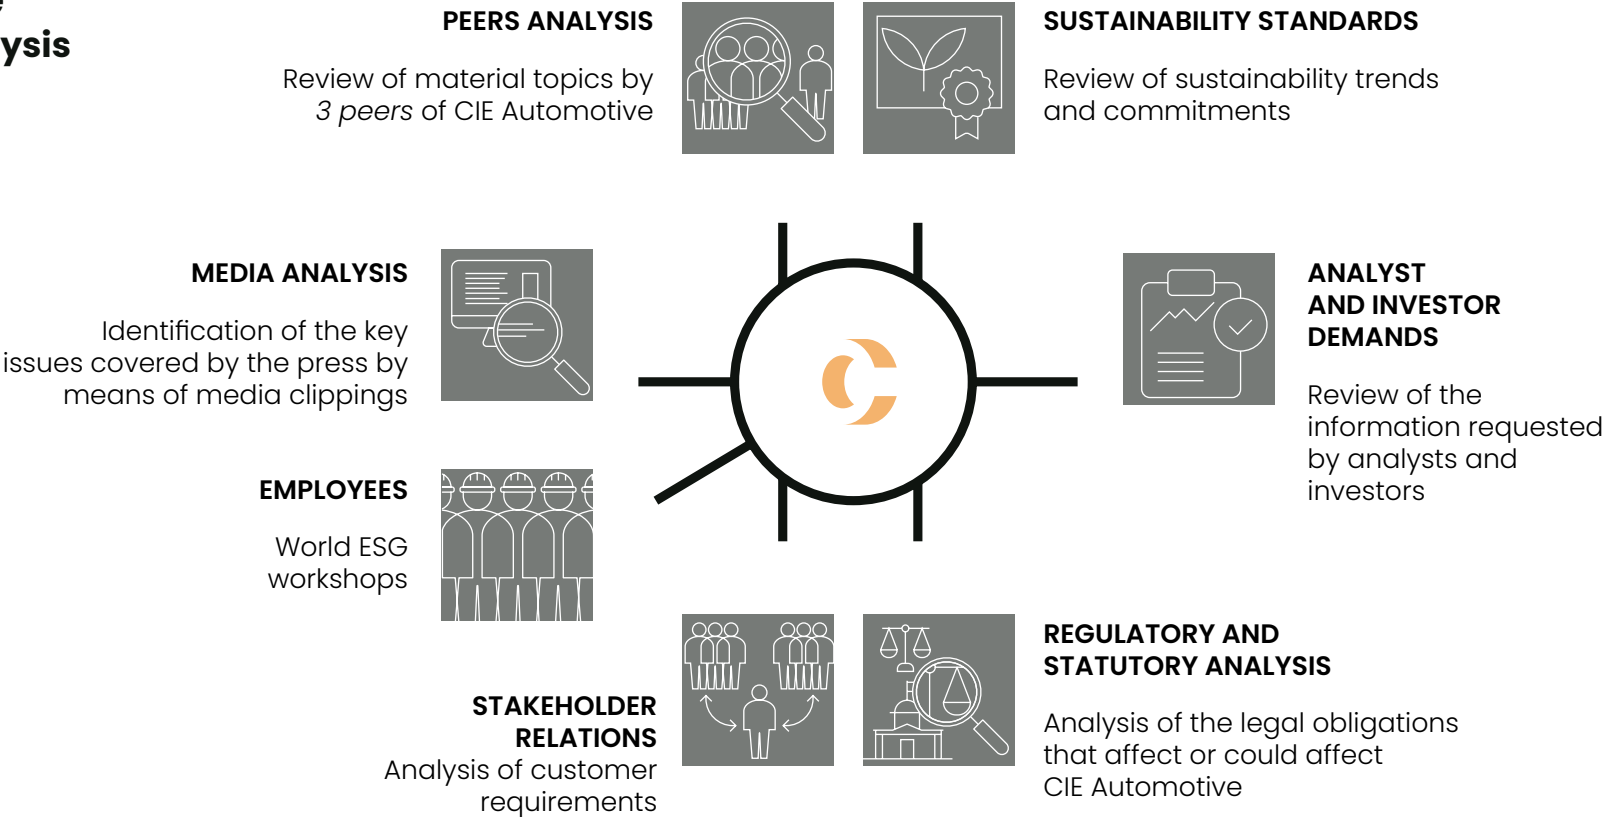 ysis
PEERS ANALYSIS
Review of material topics by
3 peers of CIE Automotive
SUSTAINABILITY STANDARDS
Review of sustainability trends
and commitments
MEDIA ANALYSIS
Identification of the key
issues covered by the press by
means of media clippings
ANALYST
AND INVESTOR
DEMANDS
Review of the
information requested
by analysts and
investors
EMPLOYEES
World ESG
workshops
STAKEHOLDER
RELATIONS
Analysis of customer
requirements
REGULATORY AND
STATUTORY ANALYSIS
Analysis of the legal obligations
that affect or could affect
CIE Automotive